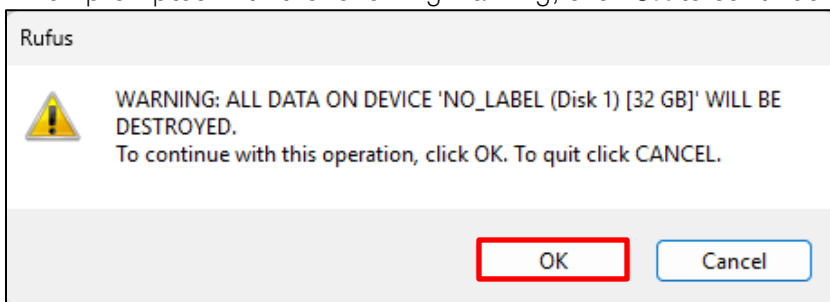 Rufus
WARNING: ALL DATA ON DEVICE 'NO_LABEL (Disk 1) [32 GB]' WILL BE
DESTROYED.
To continue with this operation, click OK. To quit click CANCEL.
OK
Cancel